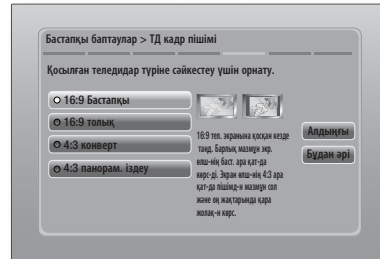 Бастапқы баптаулар > ТД кадр пішімі
Қосылған теледидар түріне сәйкестеу үшін орнату.
16:9 Бастапқы
16:9 толық
4:3 конверт
4:3 панорам. іздеу
16:9 тел. экранына қосқан кезде
таңд. Барлық мазмұн экр.
өлш-нің баст. ара қат-да
көрс-ді. Экран өлш-нің 4:3 ара
қат-да пішімд-н мазмұн сол
және оң жақтарында қара
жолақ-н көрс.
Алдыңғы
Бұдан әрі